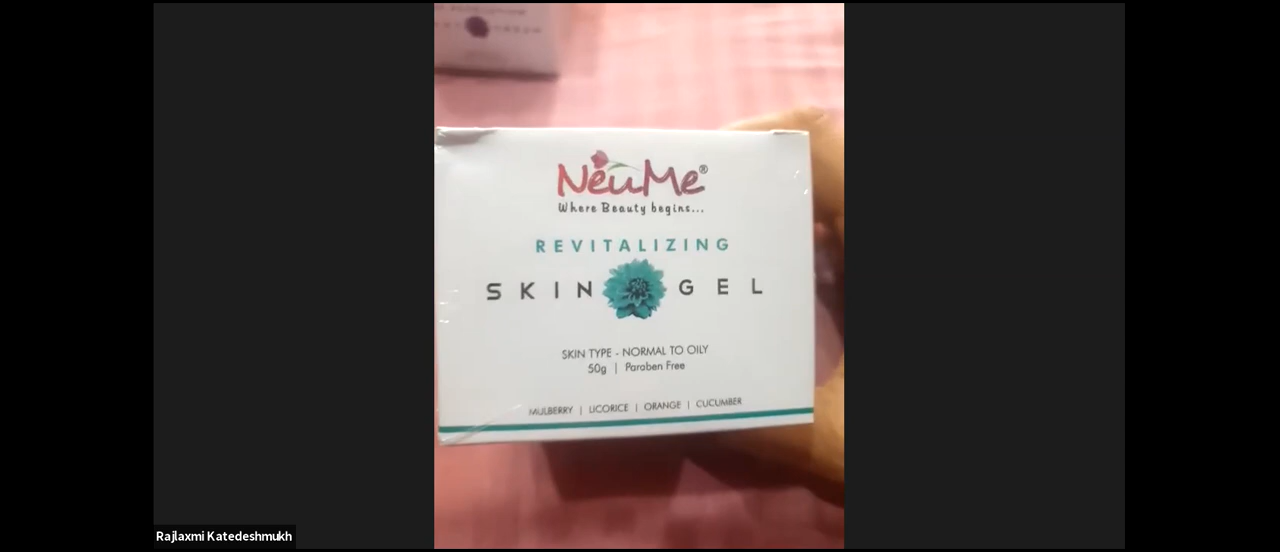 NeuMe®
Where Beauty begins...
REVITALIZING
SKIN GEL
SKIN TYPE - NORMAL TO OILY
50g | Paraben Free
MULBERRY | LICORICE | ORANGE | CUCUMBER
Rajlaxmi Katedeshmukh